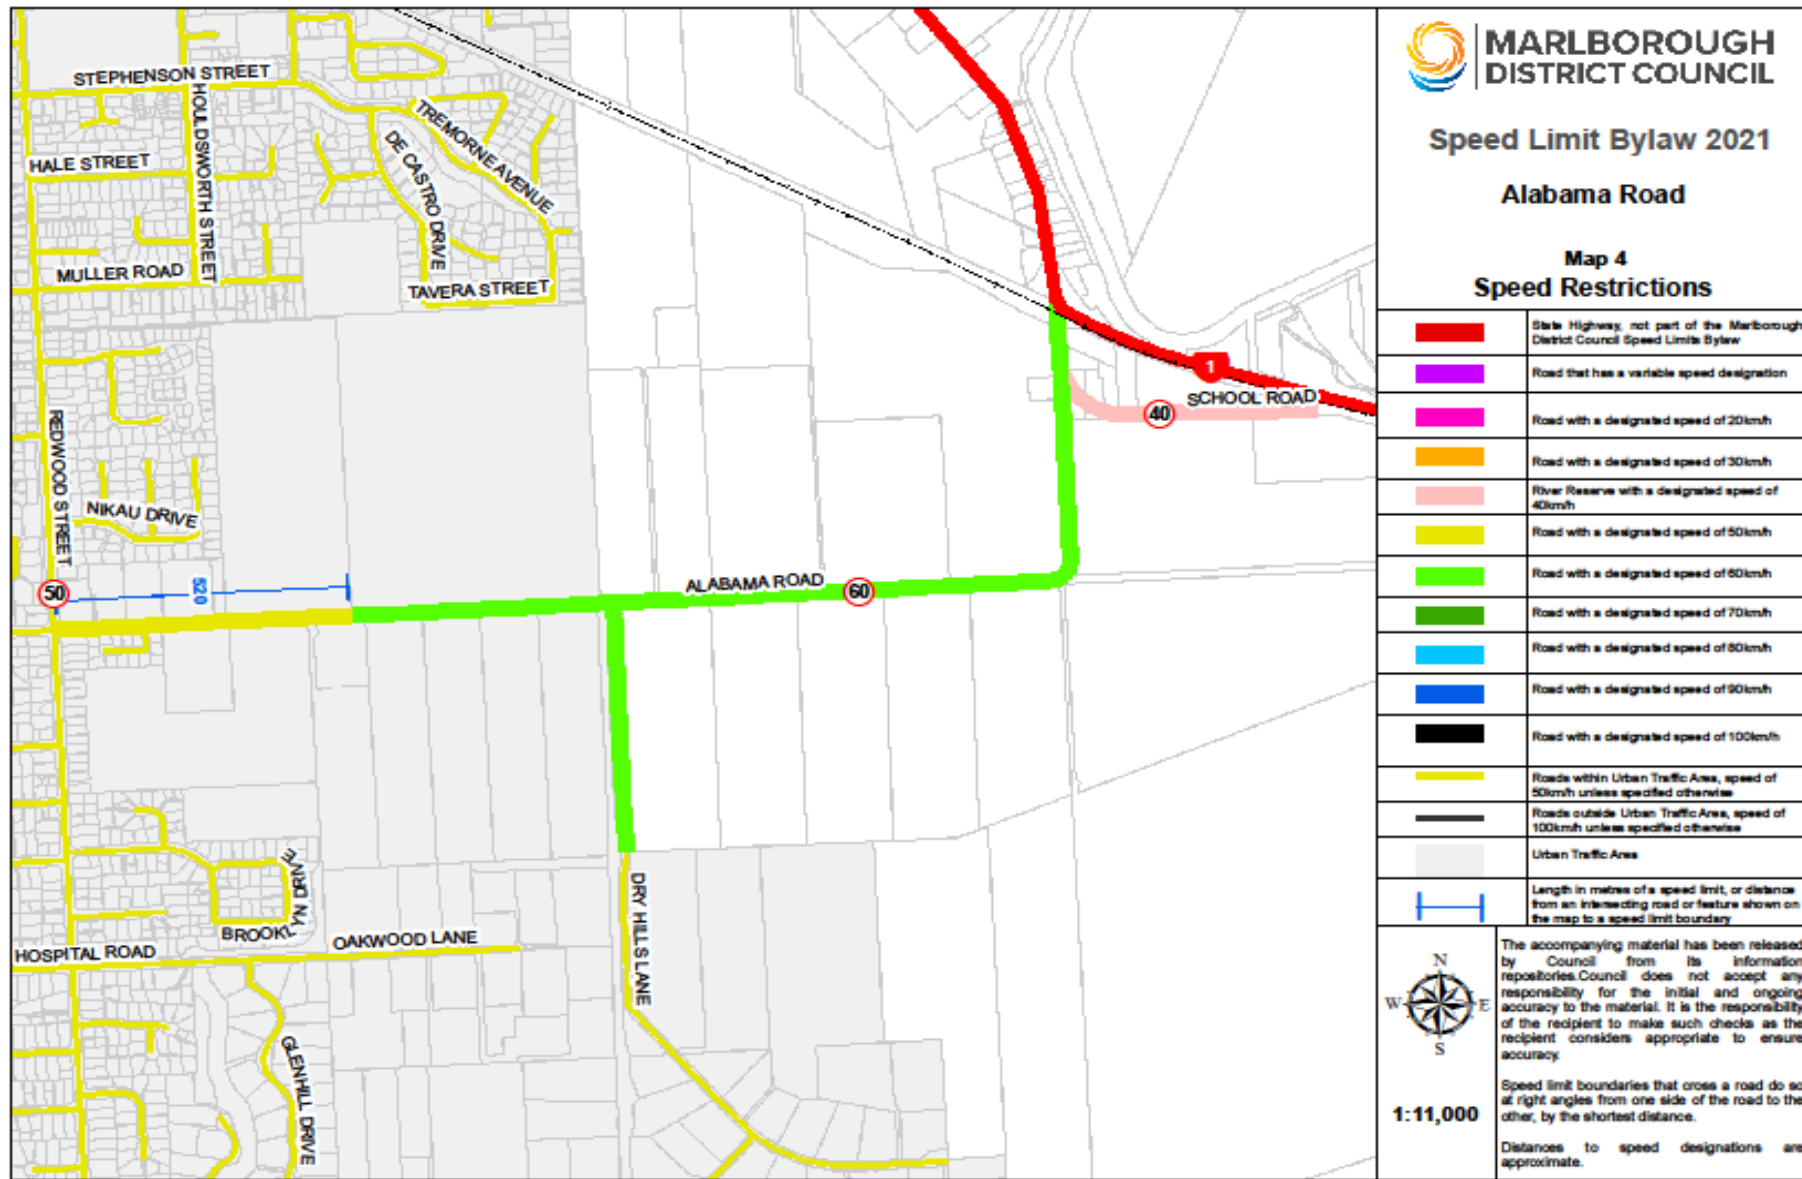 STEPHENSON STREET
HOULDSWORTH STREET
HALE STREET
TREMORNE AVENUE
DE CASTRO DRIVE
MULLER ROAD
TAVERA STREET
REDWOOD STREET
NIKAU DRIVE
50
520
ALABAMA ROAD
60
1
SCHOOL ROAD
40
BROOKLYN DRIVE
HOSPITAL ROAD
OAKWOOD LANE
DRY HILLS LANE
GLENHILL DRIVE
MARLBOROUGH
DISTRICT COUNCIL
Speed Limit Bylaw 2021
Alabama Road
Map 4
Speed Restrictions
State Highway, not part of the Marlborough
District Council Speed Limits Bylaw
Road that has a variable speed designation
Road with a designated speed of 20km/h
Road with a designated speed of 30km/h
River Reserve with a designated speed of
40km/h
Road with a designated speed of 50km/h
Road with a designated speed of 60km/h
Road with a designated speed of 70km/h
Road with a designated speed of 80km/h
Road with a designated speed of 90km/h
Road with a designated speed of 100km/h
Roads within Urban Traffic Area, speed of
50km/h unless specified otherwise
Roads outside Urban Traffic Area, speed of
100km/h unless specified otherwise
Urban Traffic Area
Length in metres of a speed limit, or distance
from an intersecting road or feature shown on
the map to a speed limit boundary
N
W E
S
1:11,000
The accompanying material has been released
by Council from its information
repositories.Council does not accept any
responsibility for the initial and ongoing
accuracy to the material. It is the responsibility
of the recipient to make such checks as the
recipient considers appropriate to ensure
accuracy.
Speed limit boundaries that cross a road do so
at right angles from one side of the road to the
other, by the shortest distance.
Distances to speed designations are
approximate.